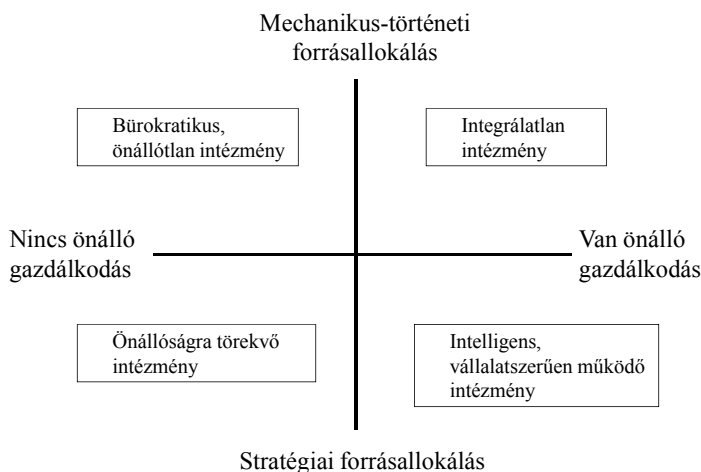 Mechanikus-történeti
forrásallokálás
Bürokratikus,
önállótlan intézmény
Integrálatlan
intézmény
Nincs önálló
gazdálkodás
Van önálló
gazdálkodás
Önállóságra törekvő
intézmény
Intelligens,
vállalatszerűen működő
intézmény
Stratégiai forrásallokálás